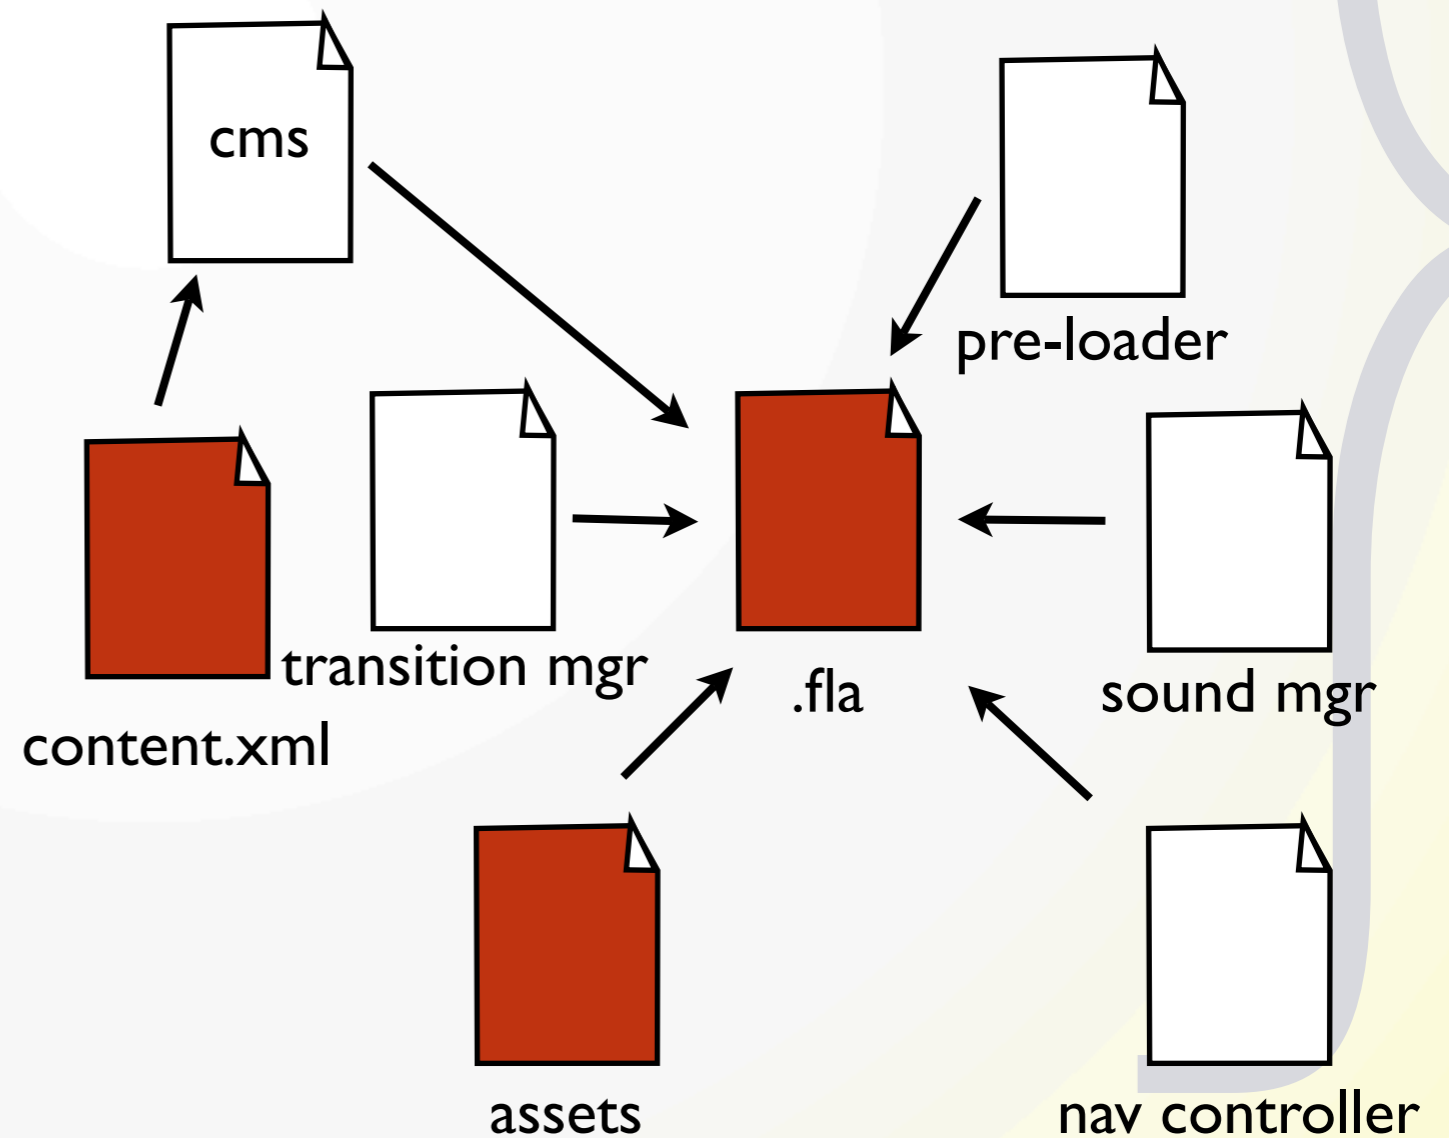 cms
pre-loader
transition mgr
.fla
sound mgr
content.xml
assets
nav controller